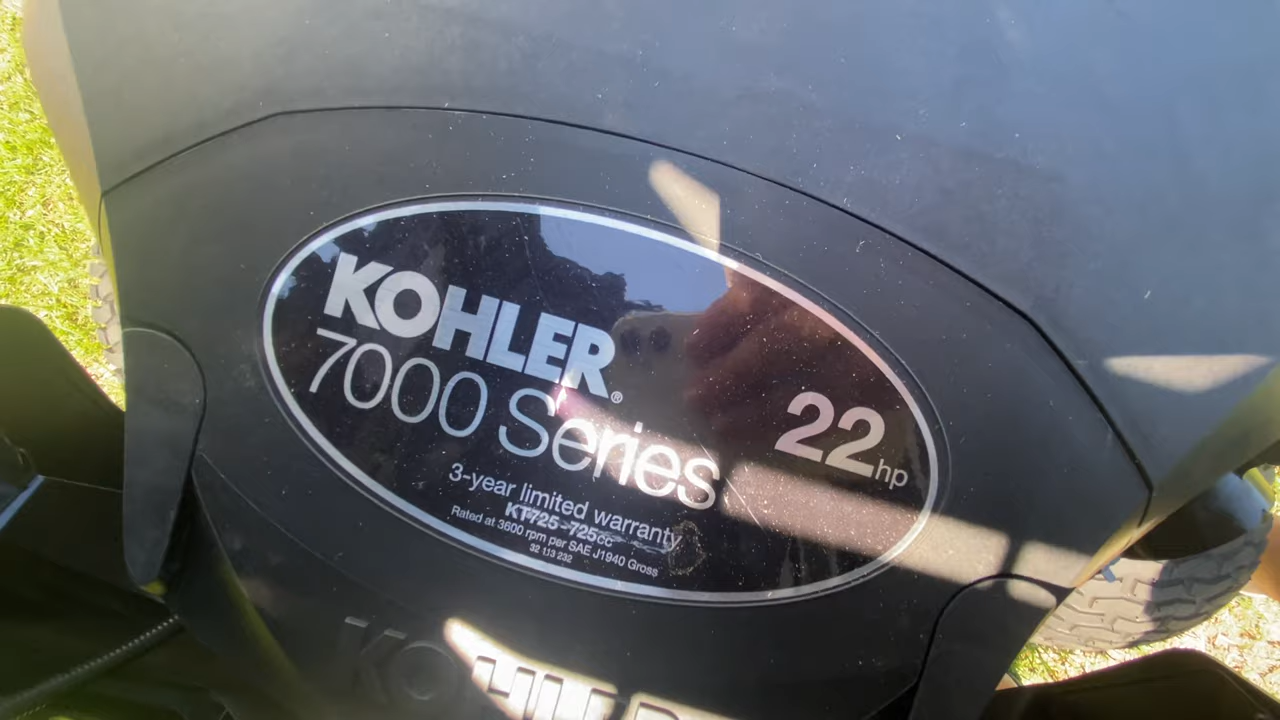 KOHLER®
7000 Series
22hp
3-year limited warranty
KT725-725cc
Rated at 3600 rpm per SAE J1940 Gross
32 113 232
KOHLER